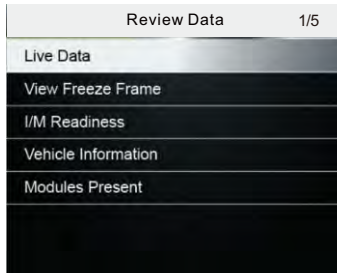 Review Data 1/5
Live Data
View Freeze Frame
I/M Readiness
Vehicle Information
Modules Present